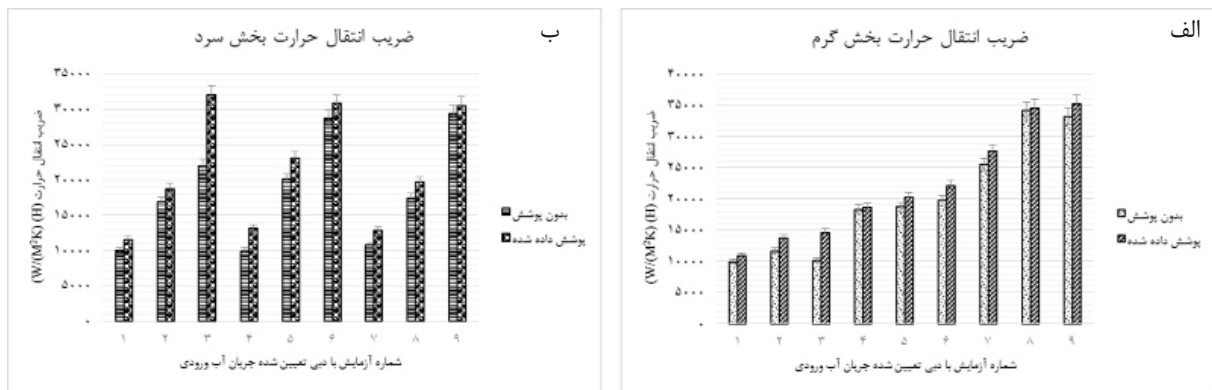 الف
ضریب انتقال حرارت بخش گرم
۴۰۰۰۰
۳۵۰۰۰
۳۰۰۰۰
۲۵۰۰۰
۲۰۰۰۰
۱۵۰۰۰
۱۰۰۰۰
۵۰۰۰
۰
ضریب انتقال حرارت (H) (W/(M²K)
۱ ۲ ۳ ۴ ۵ ۶ ۷ ۸ ۹
شماره آزمایش با دبی تعیین شده جریان آب ورودی
بدون پوشش
پوشش داده شده
ب
ضریب انتقال حرارت بخش سرد
۳۵۰۰۰
۳۰۰۰۰
۲۵۰۰۰
۲۰۰۰۰
۱۵۰۰۰
۱۰۰۰۰
۵۰۰۰
۰
ضریب انتقال حرارت (H) (W/(M²K)
۱ ۲ ۳ ۴ ۵ ۶ ۷ ۸ ۹
شماره آزمایش با دبی تعیین شده جریان آب ورودی
بدون پوشش
پوشش داده شده